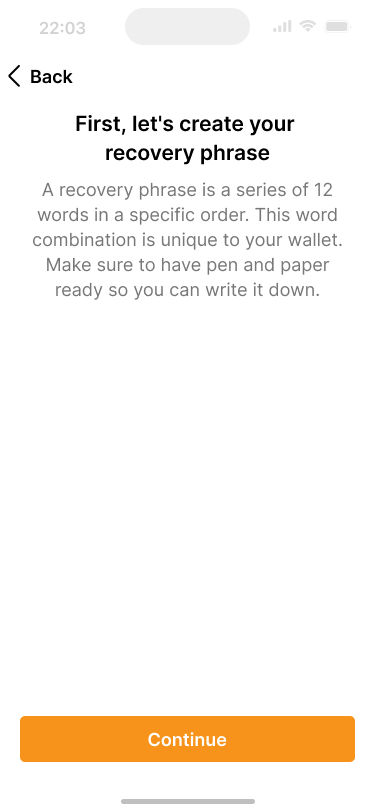 22:03
Back
First, let's create your
recovery phrase
A recovery phrase is a series of 12
words in a specific order. This word
combination is unique to your wallet.
Make sure to have pen and paper
ready so you can write it down.
Continue